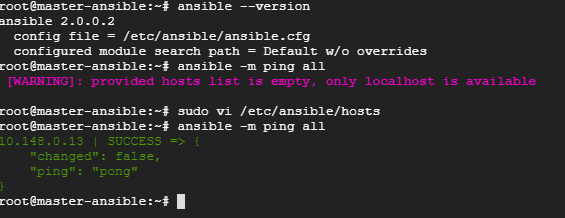 root@master-ansible:~# ansible --version
ansible 2.0.0.2
  config file = /etc/ansible/ansible.cfg
  configured module search path = Default w/o overrides
root@master-ansible:~# ansible -m ping all
 [WARNING]: provided hosts list is empty, only localhost is available

root@master-ansible:~# sudo vi /etc/ansible/hosts
root@master-ansible:~# ansible -m ping all
10.148.0.13 | SUCCESS => {
    "changed": false,
    "ping": "pong"
}
root@master-ansible:~#